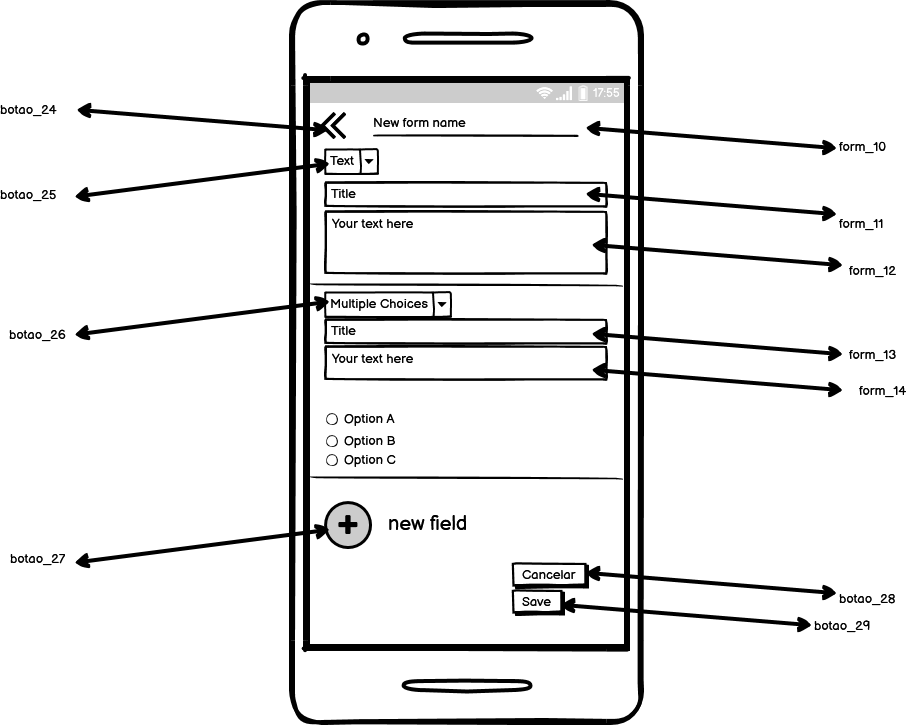 17:55
botao_24
New form name
form_10
Text
botao_25
Title
form_11
Your text here
form_12
Multiple Choices
botao_26
Title
form_13
Your text here
form_14
Option A
Option B
Option C
new field
botao_27
Cancelar
botao_28
Save
botao_29